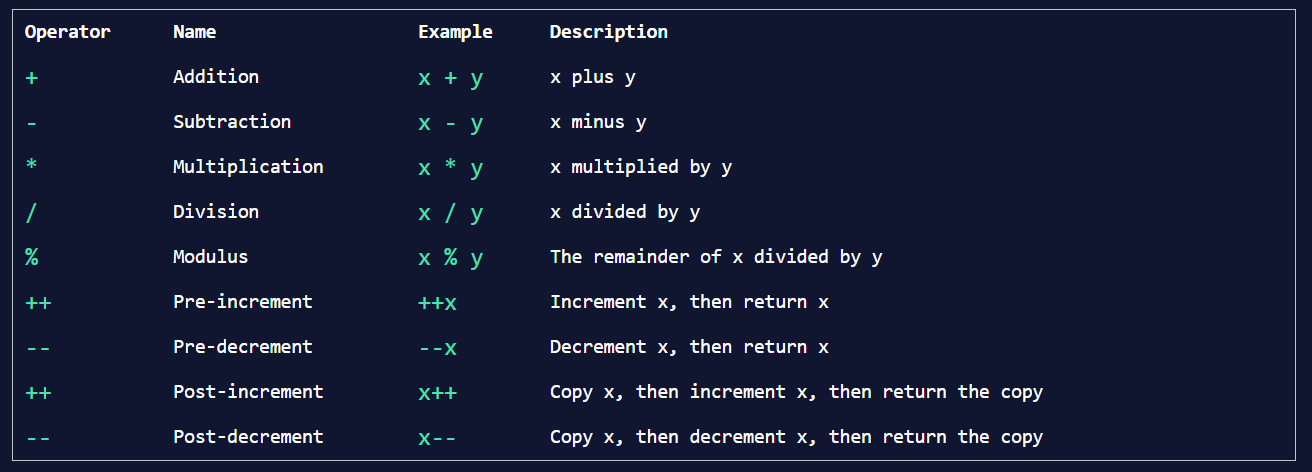 Operator Name Example Description
+ Addition x + y x plus y
- Subtraction x - y x minus y
* Multiplication x * y x multiplied by y
/ Division x / y x divided by y
% Modulus x % y The remainder of x divided by y
++ Pre-increment ++x Increment x, then return x
-- Pre-decrement --x Decrement x, then return x
++ Post-increment x++ Copy x, then increment x, then return the copy
-- Post-decrement x-- Copy x, then decrement x, then return the copy